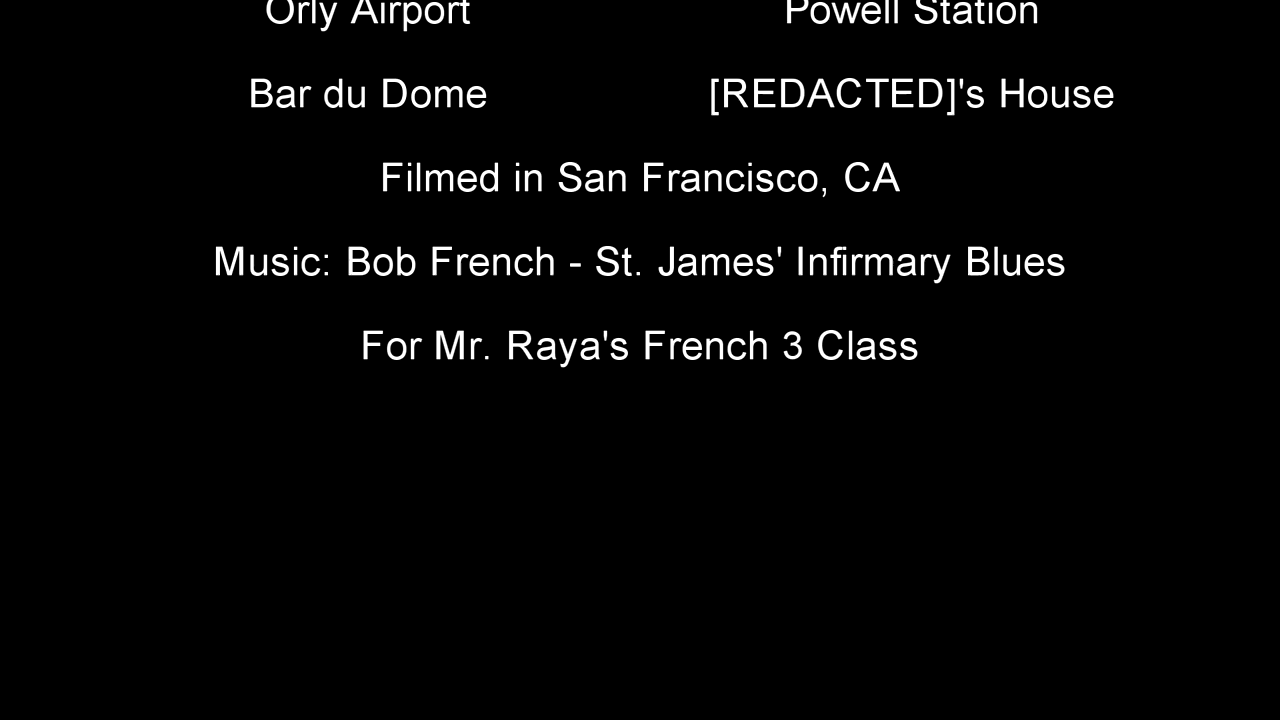 Orly Airport Powell Station
Bar du Dome [REDACTED]'s House
Filmed in San Francisco, CA
Music: Bob French - St. James' Infirmary Blues
For Mr. Raya's French 3 Class